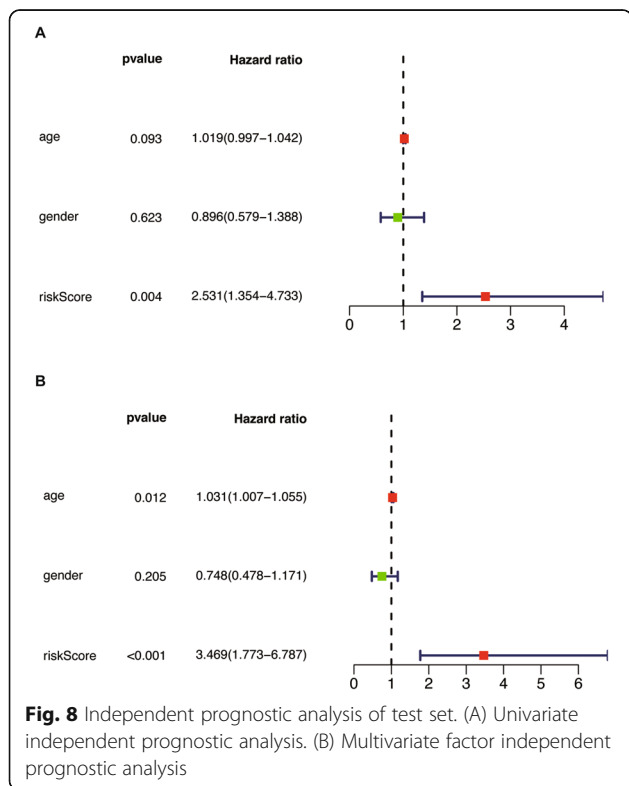 A
pvalue Hazard ratio
age 0.093 1.019(0.997−1.042)
gender 0.623 0.896(0.579−1.388)
riskScore 0.004 2.531(1.354−4.733)
0 1 2 3 4
B
pvalue Hazard ratio
age 0.012 1.031(1.007−1.055)
gender 0.205 0.748(0.478−1.171)
riskScore <0.001 3.469(1.773−6.787)
0 1 2 3 4 5 6
Fig. 8 Independent prognostic analysis of test set. (A) Univariate
independent prognostic analysis. (B) Multivariate factor independent
prognostic analysis